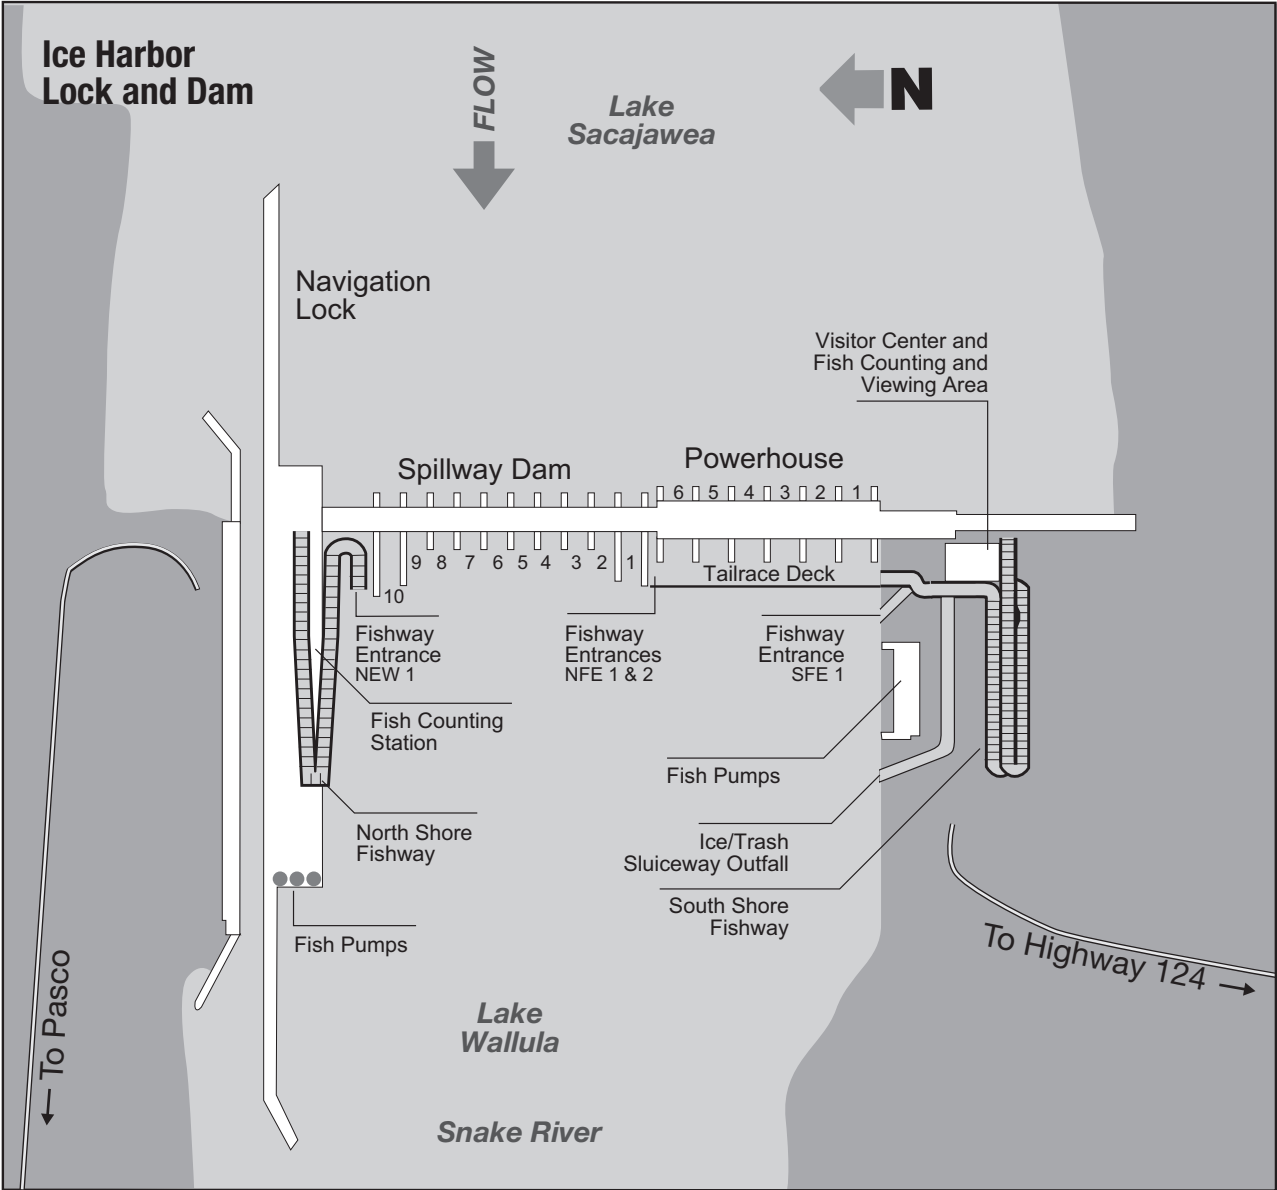 Ice Harbor
Lock and Dam
FLOW
Lake
Sacajawea
N
Navigation
Lock
Visitor Center and
Fish Counting and
Viewing Area
Spillway Dam
Powerhouse
6 5 4 3 2 1
10 9 8 7 6 5 4 3 2 1
Tailrace Deck
Fishway
Entrance
NEW 1
Fishway
Entrances
NFE 1 & 2
Fishway
Entrance
SFE 1
Fish Counting
Station
Fish Pumps
North Shore
Fishway
Ice/Trash
Sluiceway Outfall
South Shore
Fishway
Fish Pumps
To Highway 124
To Pasco
Lake
Wallula
Snake River